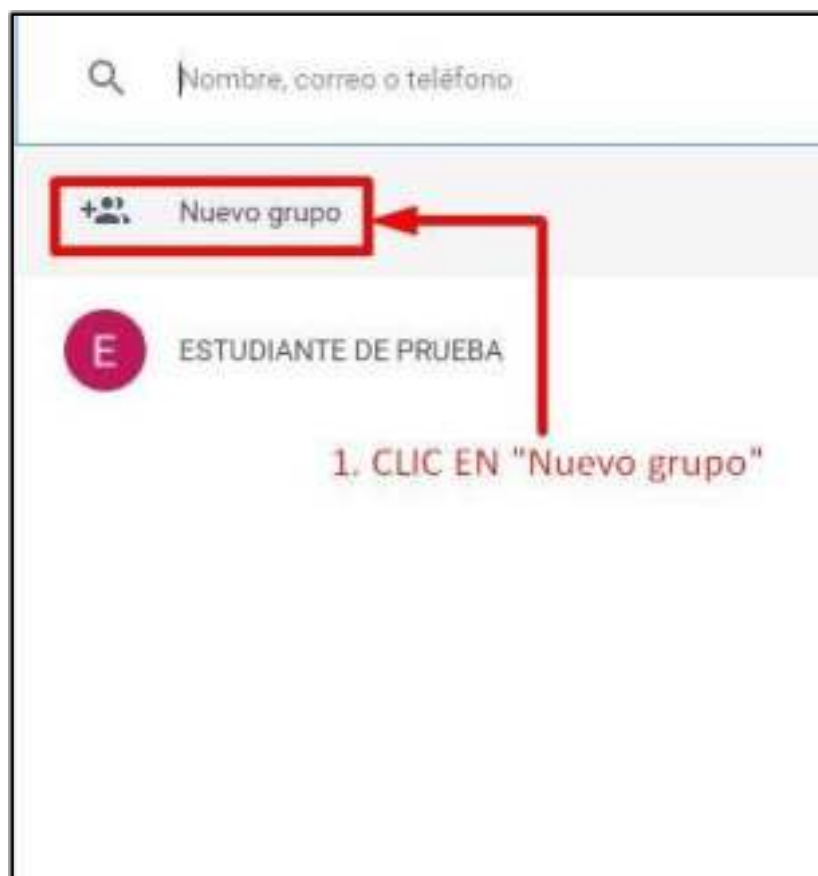 Nombre, correo o teléfono
Nuevo grupo
E
ESTUDIANTE DE PRUEBA
1. CLIC EN "Nuevo grupo"